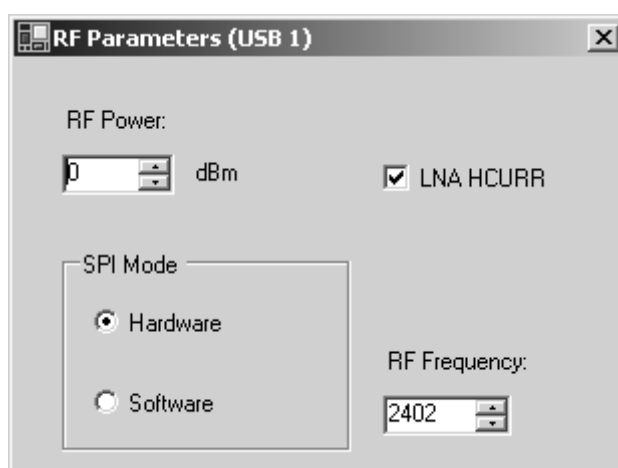 RF Parameters (USB 1)
RF Power:
0 dBm
LNA HCURR
SPI Mode
Hardware
Software
RF Frequency:
2402